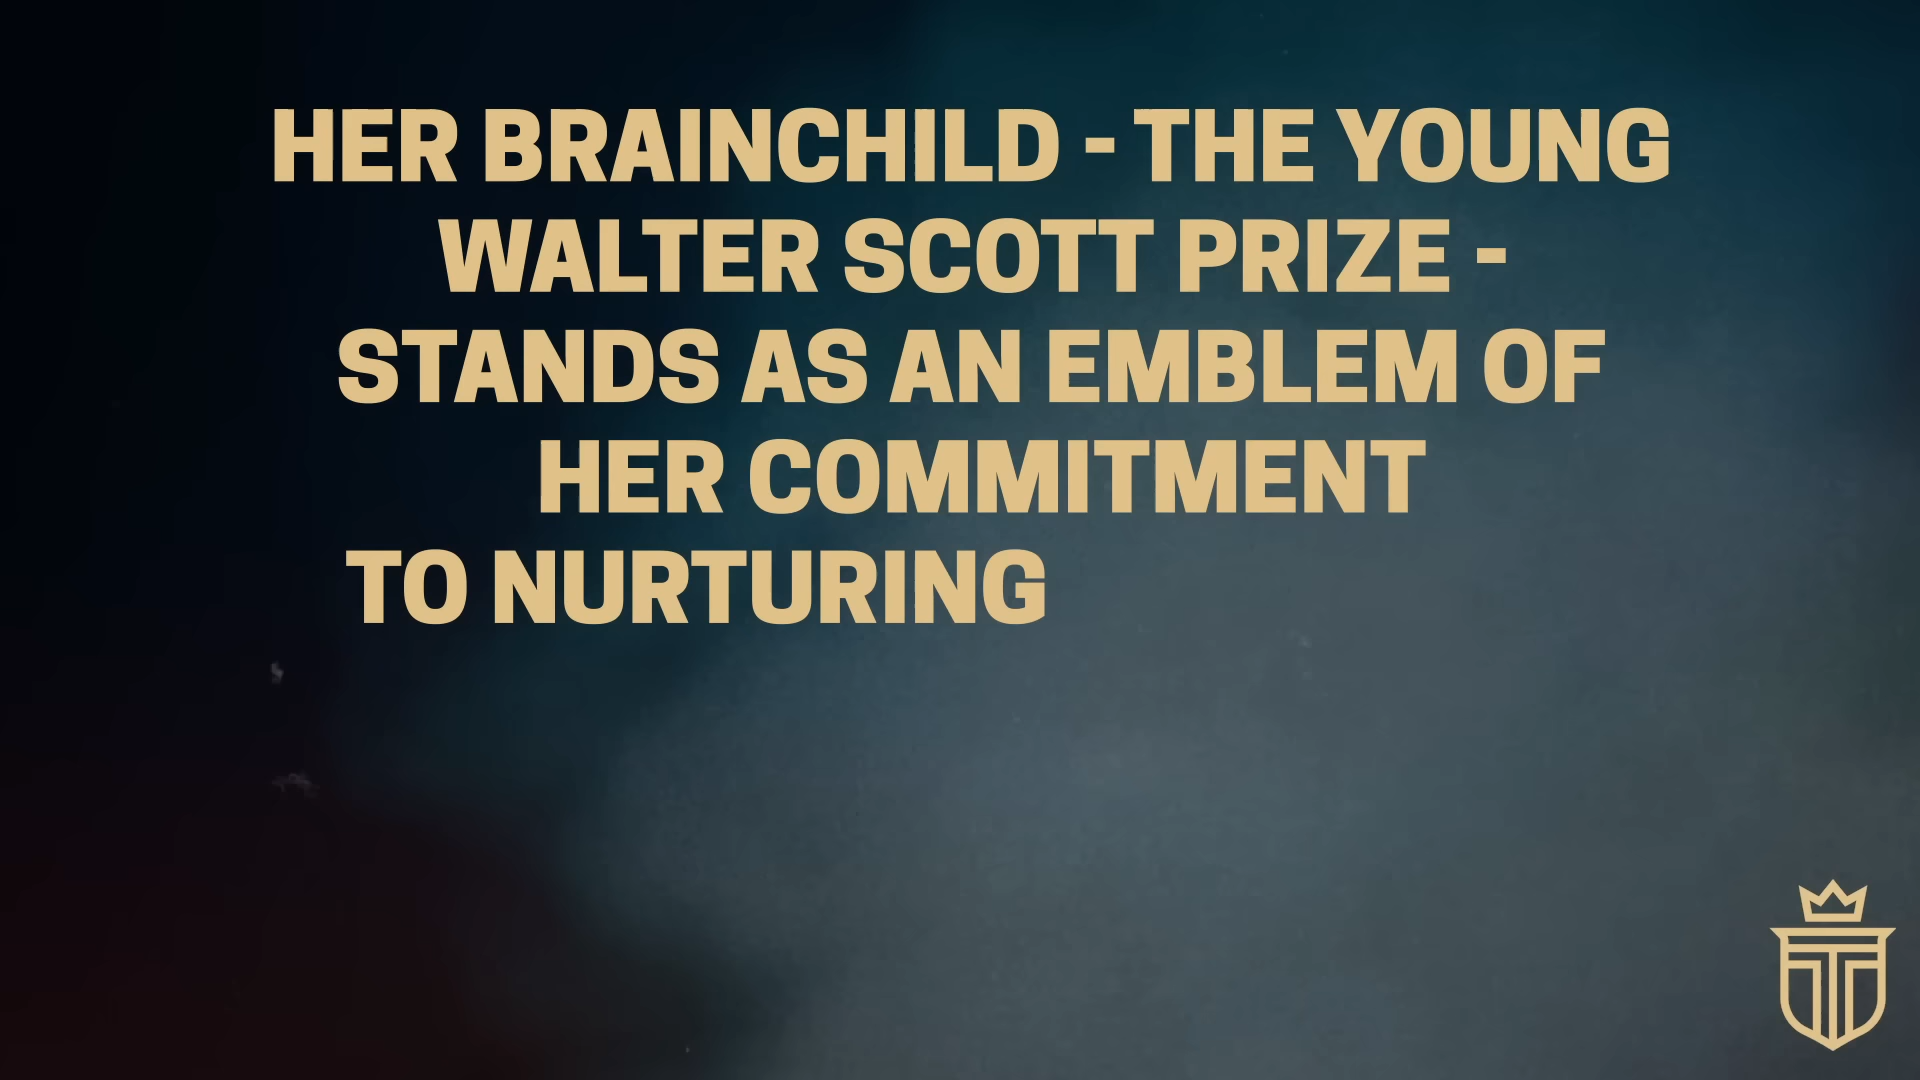 HER BRAINCHILD - THE YOUNG
WALTER SCOTT PRIZE -
STANDS AS AN EMBLEM OF
HER COMMITMENT
TO NURTURING